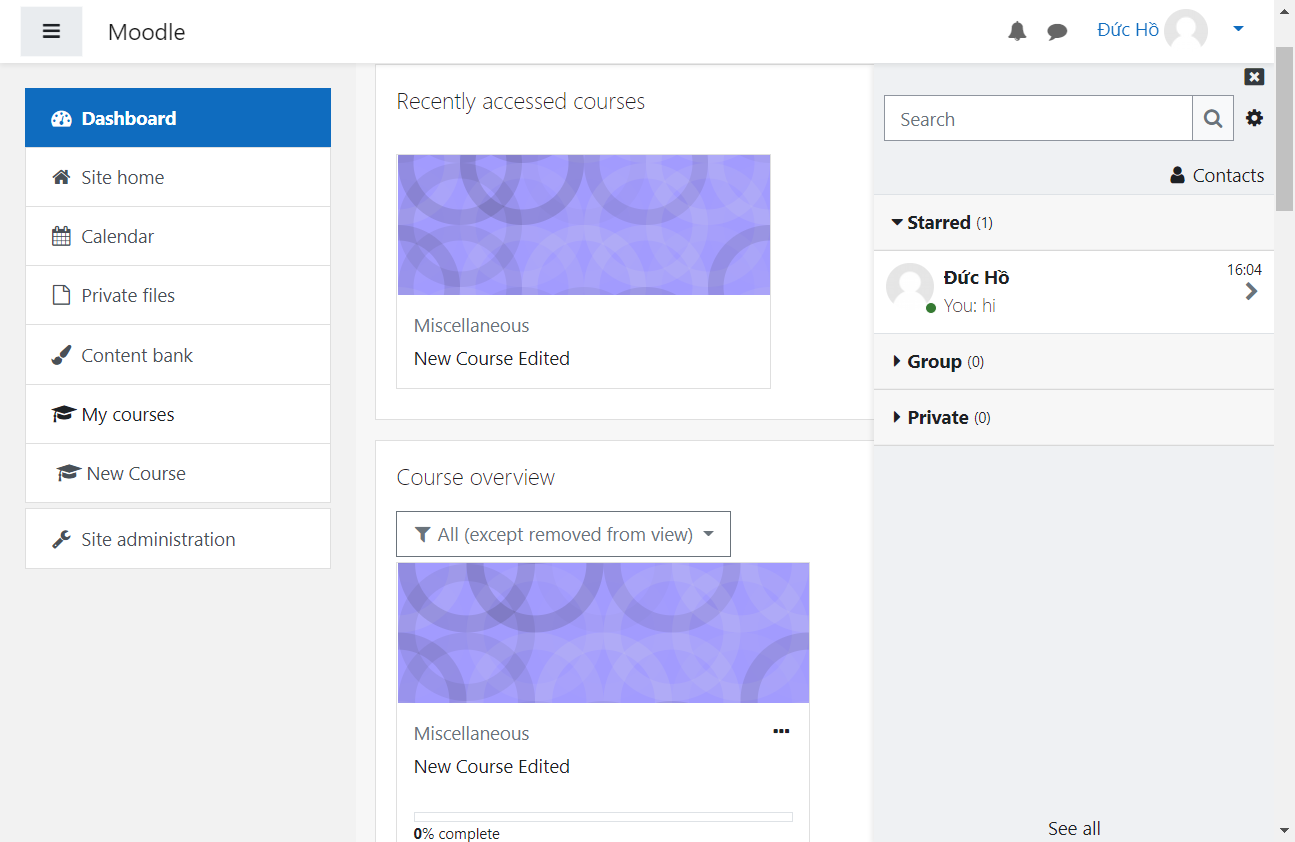 Moodle
Đức Hồ
Dashboard
Site home
Calendar
Private files
Content bank
My courses
New Course
Site administration
Recently accessed courses
Miscellaneous
New Course Edited
Course overview
All (except removed from view)
Miscellaneous
New Course Edited
0% complete
Search
Contacts
Starred (1)
Đức Hồ
16:04
You: hi
Group (0)
Private (0)
See all